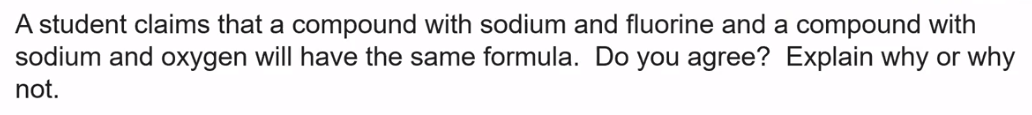 A student claims that a compound with sodium and fluorine and a compound with
sodium and oxygen will have the same formula.  Do you agree?  Explain why or why
not.